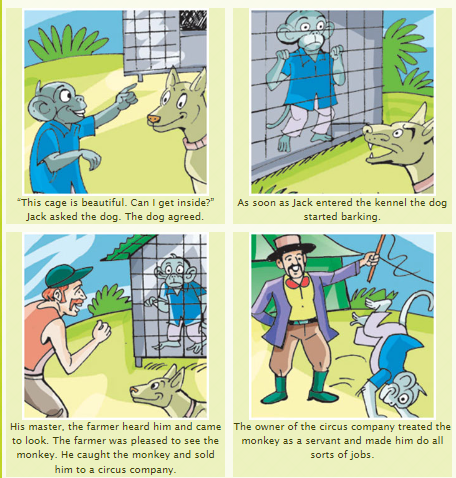 "This cage is beautiful. Can I get inside?"
Jack asked the dog. The dog agreed.
As soon as Jack entered the kennel the dog
started barking.
His master, the farmer heard him and came
to look. The farmer was pleased to see the
monkey. He caught the monkey and sold
him to a circus company.
The owner of the circus company treated the
monkey as a servant and made him do all
sorts of jobs.